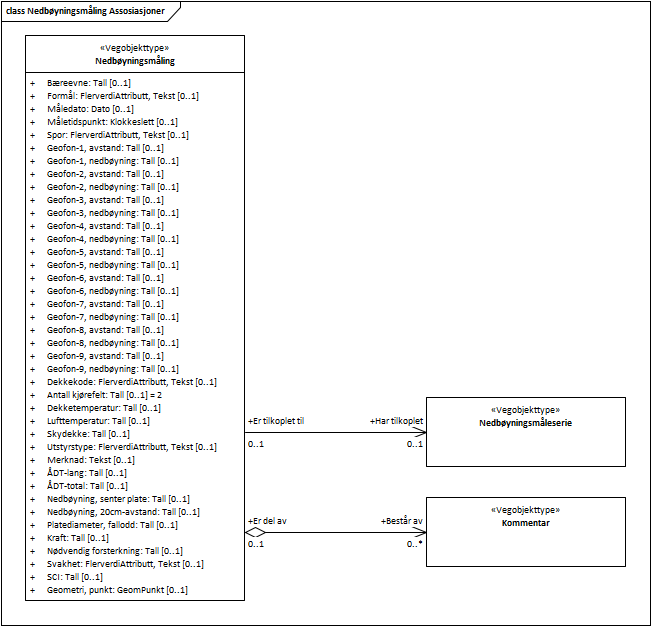 class Nedbøyningsmåling Assosiasjoner
«Vegobjekttype»
Nedbøyningsmåling
+ Bæreevne: Tall [0..1]
+ Formål: FlerverdiAttributt, Tekst [0..1]
+ Måledato: Dato [0..1]
+ Måletidspunkt: Klokkeslett [0..1]
+ Spor: FlerverdiAttributt, Tekst [0..1]
+ Geofon-1, avstand: Tall [0..1]
+ Geofon-1, nedbøyning: Tall [0..1]
+ Geofon-2, avstand: Tall [0..1]
+ Geofon-2, nedbøyning: Tall [0..1]
+ Geofon-3, avstand: Tall [0..1]
+ Geofon-3, nedbøyning: Tall [0..1]
+ Geofon-4, avstand: Tall [0..1]
+ Geofon-4, nedbøyning: Tall [0..1]
+ Geofon-5, avstand: Tall [0..1]
+ Geofon-5, nedbøyning: Tall [0..1]
+ Geofon-6, avstand: Tall [0..1]
+ Geofon-6, nedbøyning: Tall [0..1]
+ Geofon-7, avstand: Tall [0..1]
+ Geofon-7, nedbøyning: Tall [0..1]
+ Geofon-8, avstand: Tall [0..1]
+ Geofon-8, nedbøyning: Tall [0..1]
+ Geofon-9, avstand: Tall [0..1]
+ Geofon-9, nedbøyning: Tall [0..1]
+ Dekkekode: FlerverdiAttributt, Tekst [0..1]
+ Antall kjørefelt: Tall [0..1] = 2
+ Dekketemperatur: Tall [0..1]
+ Lufttemperatur: Tall [0..1]
+ Skydekke: Tall [0..1]
+ Utstyrstype: FlerverdiAttributt, Tekst [0..1]
+ Merknad: Tekst [0..1]
+ ÅDT-lang: Tall [0..1]
+ ÅDT-total: Tall [0..1]
+ Nedbøyning, senter plate: Tall [0..1]
+ Nedbøyning, 20cm-avstand: Tall [0..1]
+ Platediameter, fallodd: Tall [0..1]
+ Kraft: Tall [0..1]
+ Nødvendig forsterkning: Tall [0..1]
+ Svakhet: FlerverdiAttributt, Tekst [0..1]
+ SCI: Tall [0..1]
+ Geometri, punkt: GeomPunkt [0..1]
+Er tilkoplet til +Har tilkoplet
0..1 0..1
«Vegobjekttype»
Nedbøyningsmåleserie
+Er del av +Består av
0..1 0..*
«Vegobjekttype»
Kommentar